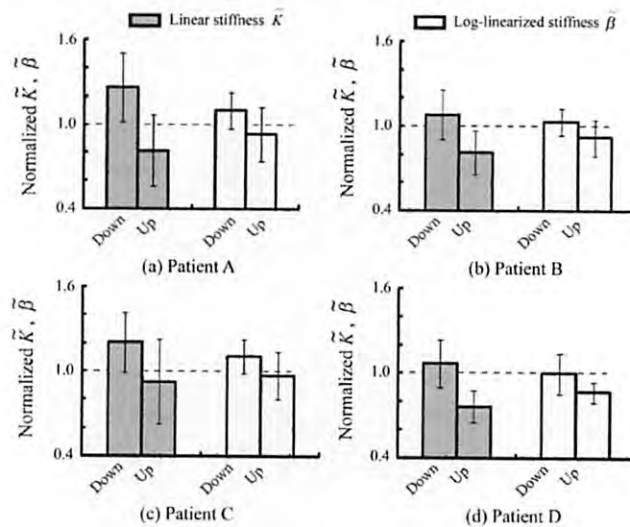 Linear stiffness K̃
Log-linearized stiffness β̃
Normalized K̃ , β̃
1.6
1.0
0.4
Down
Up
Down
Up
(a) Patient A
Normalized K̃ , β̃
1.6
1.0
0.4
Down
Up
Down
Up
(b) Patient B
Normalized K̃ , β̃
1.6
1.0
0.4
Down
Up
Down
Up
(c) Patient C
Normalized K̃ , β̃
1.6
1.0
0.4
Down
Up
Down
Up
(d) Patient D